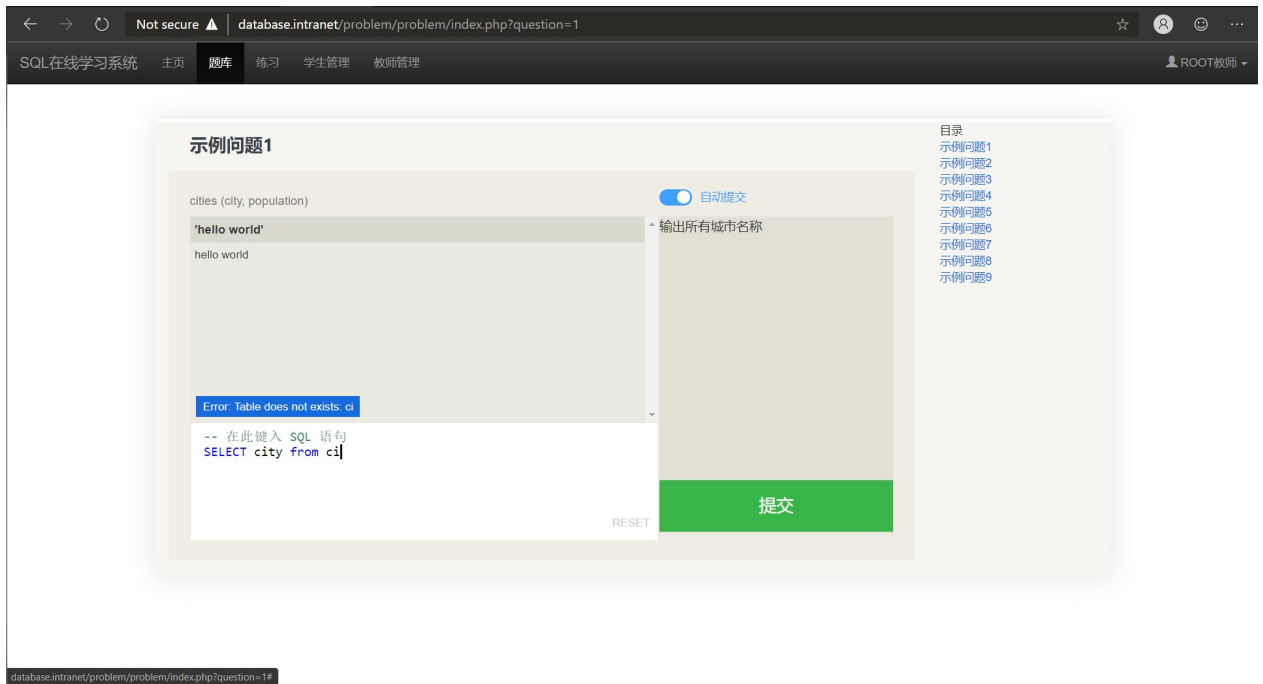 Not secure database.intranet/problem/problem/index.php?question=1
SQL在线学习系统 主页 题库 练习 学生管理 教师管理 ROOT教师
示例问题1
cities (city, population)
自动提交
'hello world'
hello world
Error: Table does not exists: ci
-- 在此键入 SQL 语句
SELECT city from ci
RESET
输出所有城市名称
提交
目录
示例问题1
示例问题2
示例问题3
示例问题4
示例问题5
示例问题6
示例问题7
示例问题8
示例问题9
database.intranet/problem/problem/index.php?question=1#